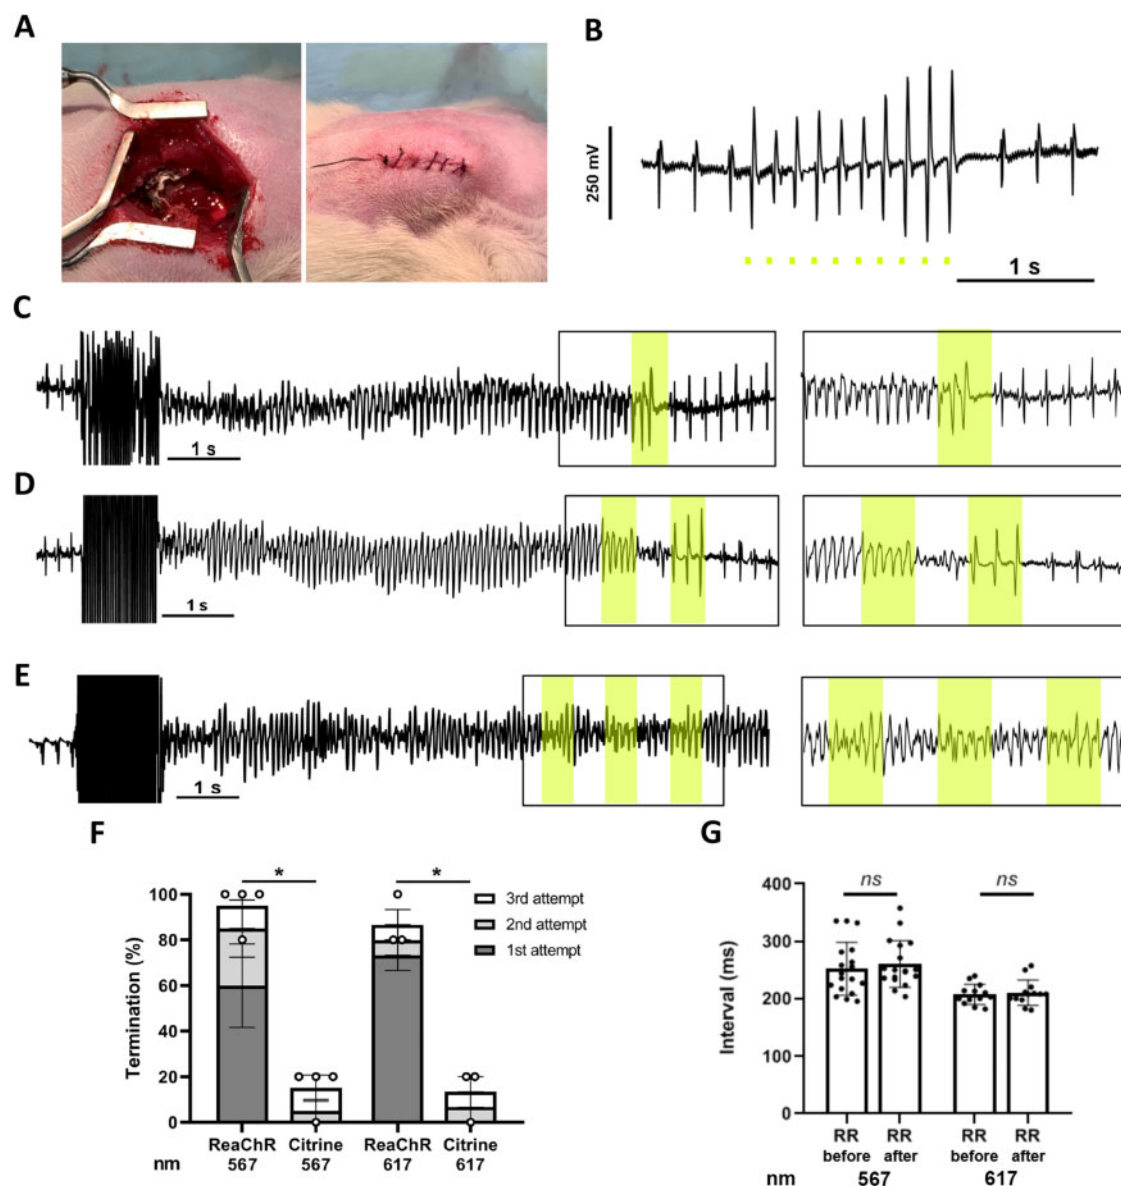 A
B
250 mV
1 s
C
1 s
D
1 s
E
1 s
F
G
Termination (%)
100
80
60
40
20
0
*
*
3rd attempt
2nd attempt
1st attempt
ReaChR Citrine ReaChR Citrine
nm 567 567 617 617
Interval (ms)
400
300
200
100
0
ns
ns
RR RR RR RR
before after before after
nm 567 617